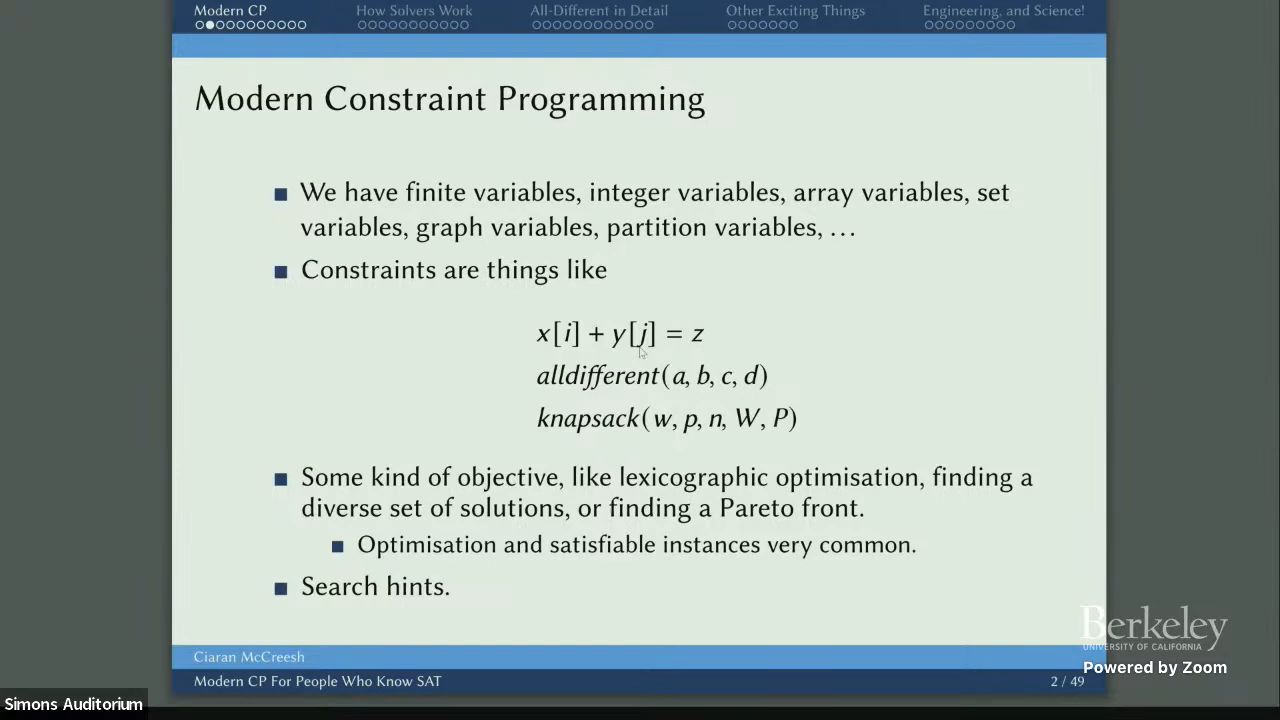 Modern CP
How Solvers Work
All-Different in Detail
Other Exciting Things
Engineering, and Science!
Modern Constraint Programming
■ We have finite variables, integer variables, array variables, set
variables, graph variables, partition variables, …
■ Constraints are things like
x[i] + y[j] = z
alldifferent(a, b, c, d)
knapsack(w, p, n, W, P)
■ Some kind of objective, like lexicographic optimisation, finding a
diverse set of solutions, or finding a Pareto front.
■ Optimisation and satisfiable instances very common.
■ Search hints.
Berkeley
UNIVERSITY OF CALIFORNIA
Ciaran McCreesh
Powered by Zoom
Modern CP For People Who Know SAT
2 / 49
Simons Auditorium